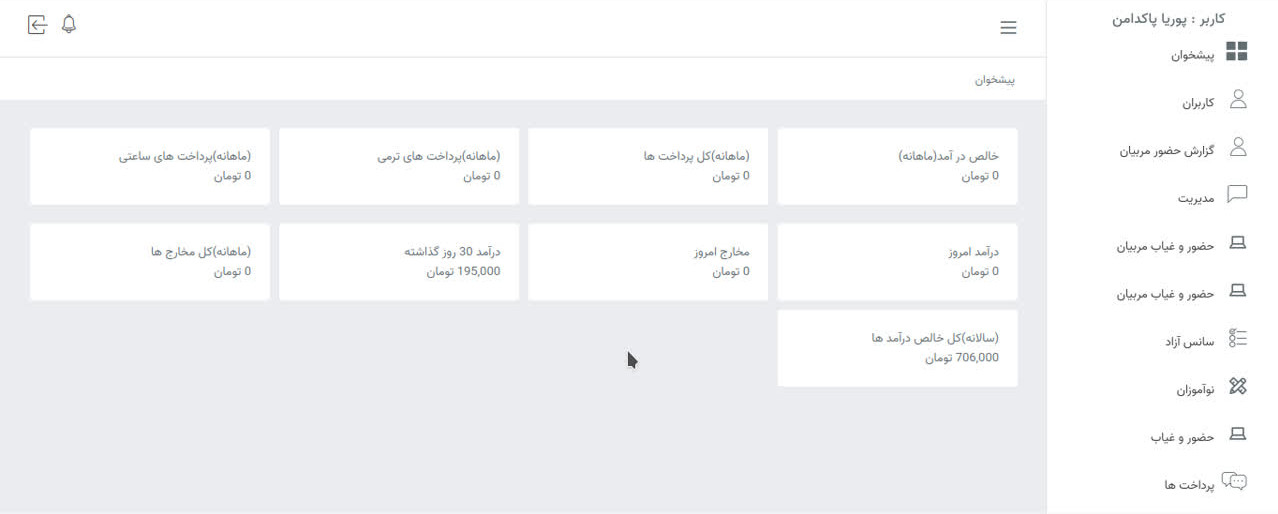 کاربر : پوریا پاکدامن
پیشخوان
کاربران
گزارش حضور مربیان
مدیریت
حضور و غیاب مربیان
حضور و غیاب مربیان
سانس آزاد
نوآموزان
حضور و غیاب
پرداخت ها
پیشخوان
خالص در آمد(ماهانه)
0 تومان
(ماهانه)کل پرداخت ها
0 تومان
(ماهانه)پرداخت های ترمی
0 تومان
(ماهانه)پرداخت های ساعتی
0 تومان
درآمد امروز
0 تومان
مخارج امروز
0 تومان
درآمد 30 روز گذاشته
195,000 تومان
(ماهانه)کل مخارج ها
0 تومان
(سالانه)کل خالص درآمد ها
706,000 تومان